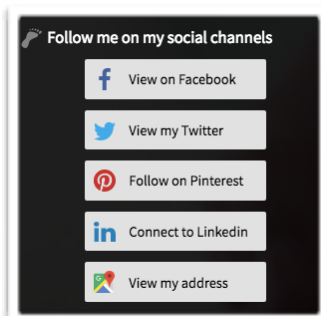 Follow me on my social channels
View on Facebook
View my Twitter
Follow on Pinterest
Connect to Linkedin
View my address